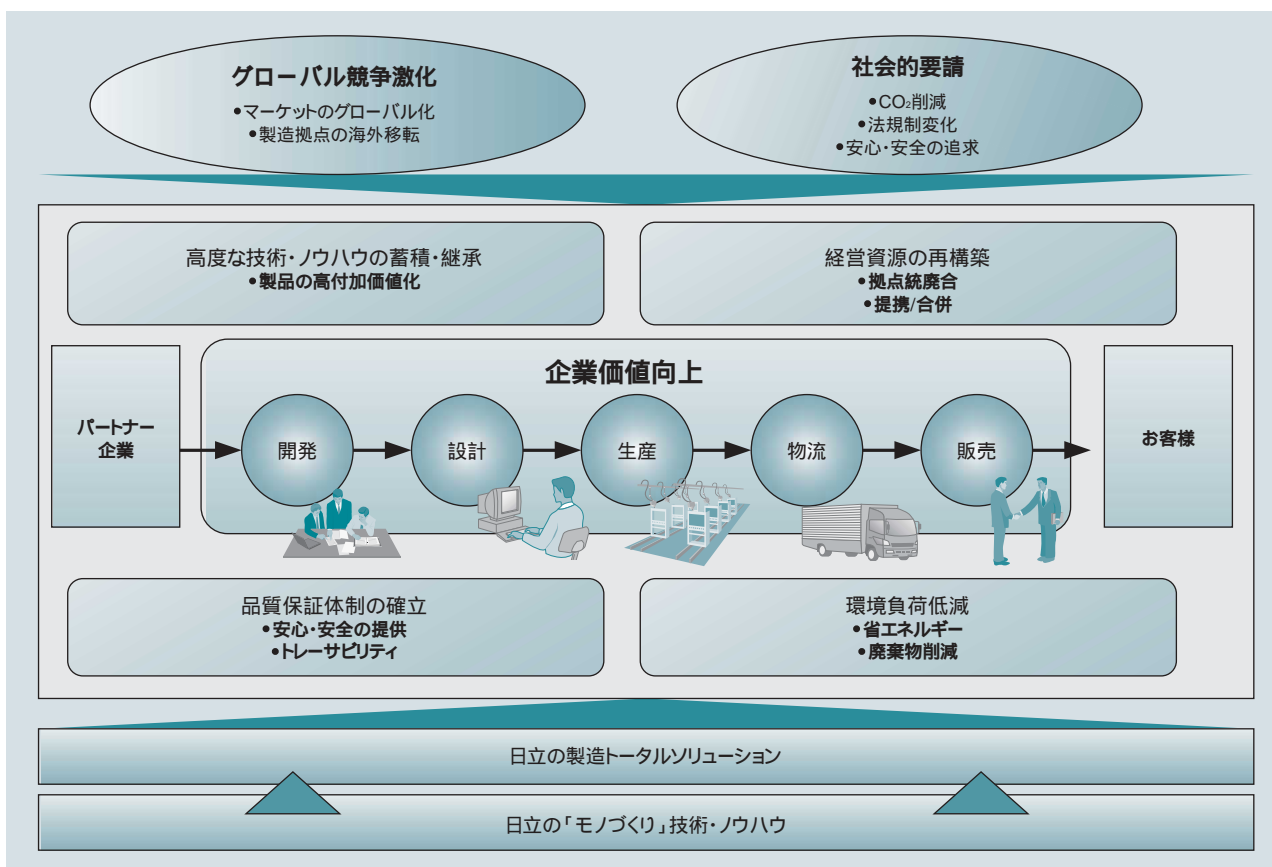 グローバル競争激化
●マーケットのグローバル化
●製造拠点の海外移転
社会的要請
●CO₂削減
●法規制変化
●安心・安全の追求
高度な技術・ノウハウの蓄積・継承
●製品の高付加価値化
経営資源の再構築
●拠点統廃合
●提携/合併
企業価値向上
パートナー
企業
開発
設計
生産
物流
販売
お客様
品質保証体制の確立
●安心・安全の提供
●トレーサビリティ
環境負荷低減
●省エネルギー
●廃棄物削減
日立の製造トータルソリューション
日立の「モノづくり」技術・ノウハウ